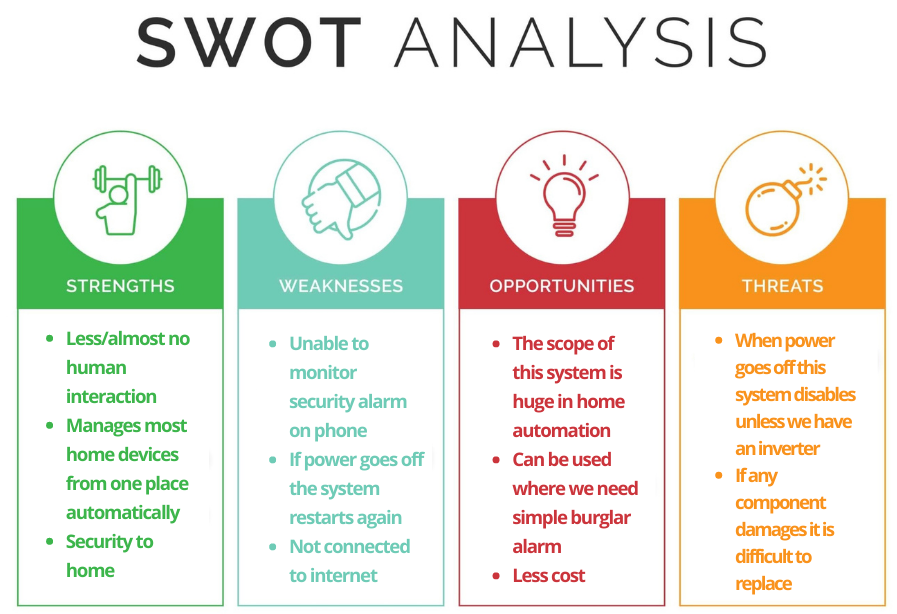 SWOT ANALYSIS
STRENGTHS
• Less/almost no
human
interaction
• Manages most
home devices
from one place
automatically
• Security to
home
WEAKNESSES
• Unable to
monitor
security alarm
on phone
• If power goes off
the system
restarts again
• Not connected
to internet
OPPORTUNITIES
• The scope of
this system is
huge in home
automation
• Can be used
where we need
simple burglar
alarm
• Less cost
THREATS
• When power
goes off this
system disables
unless we have
an inverter
• If any
component
damages it is
difficult to
replace